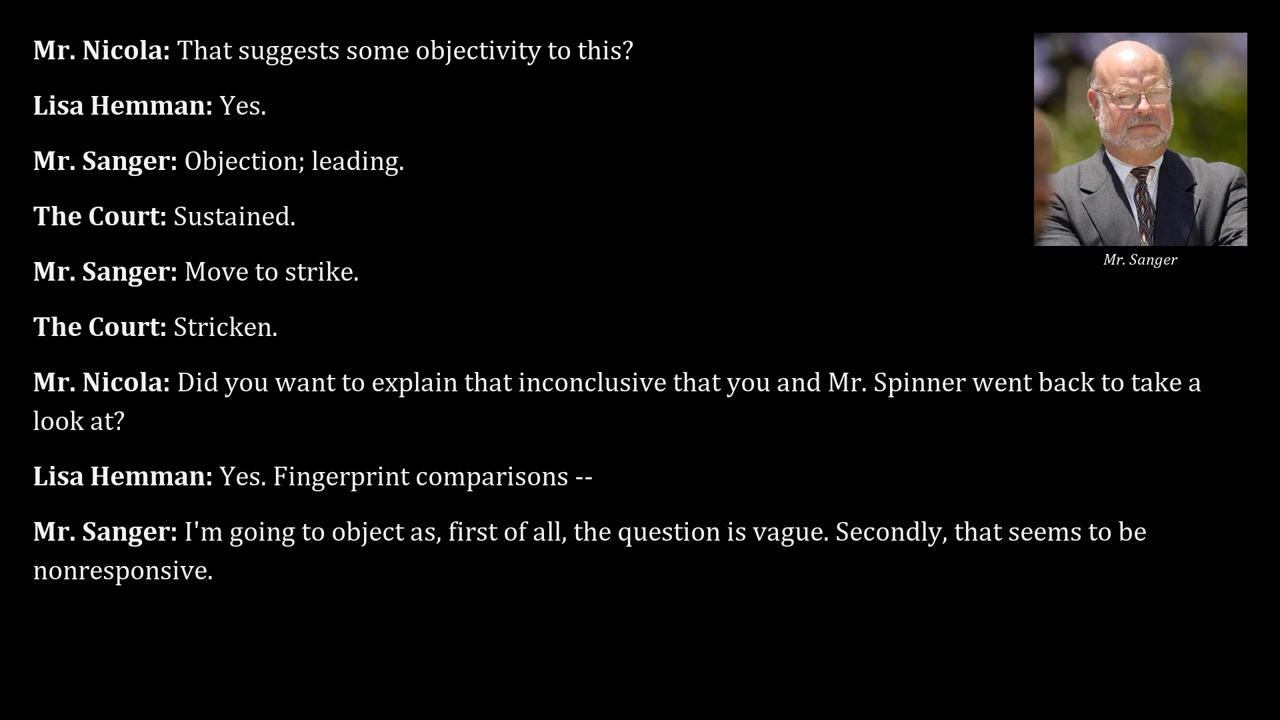 Mr. Nicola: That suggests some objectivity to this?
Lisa Hemman: Yes.
Mr. Sanger: Objection; leading.
The Court: Sustained.
Mr. Sanger: Move to strike.
Mr. Sanger
The Court: Stricken.
Mr. Nicola: Did you want to explain that inconclusive that you and Mr. Spinner went back to take a
look at?
Lisa Hemman: Yes. Fingerprint comparisons --
Mr. Sanger: I'm going to object as, first of all, the question is vague. Secondly, that seems to be
nonresponsive.